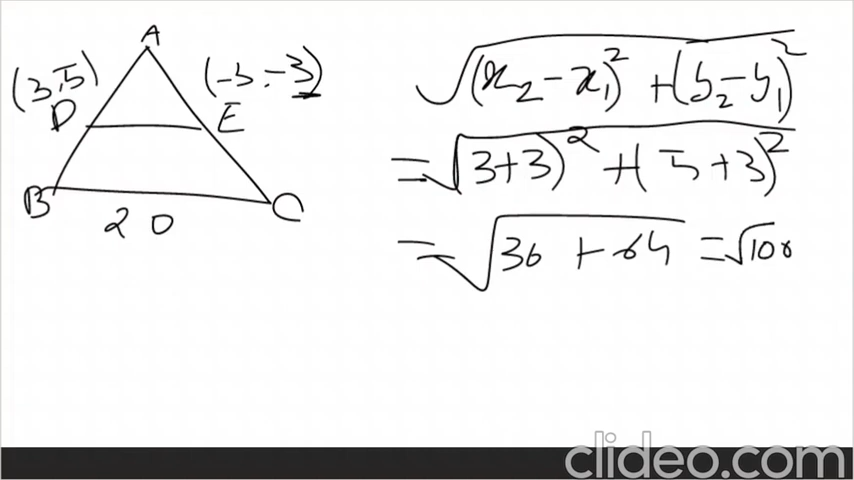 A
(3,5) (-3,-3)
D E
B C
20
√(x₂-x₁)² +(y₂-y₁)²
=√(3+3)² +(5+3)²
=√36 +64 =√100
clideo.com